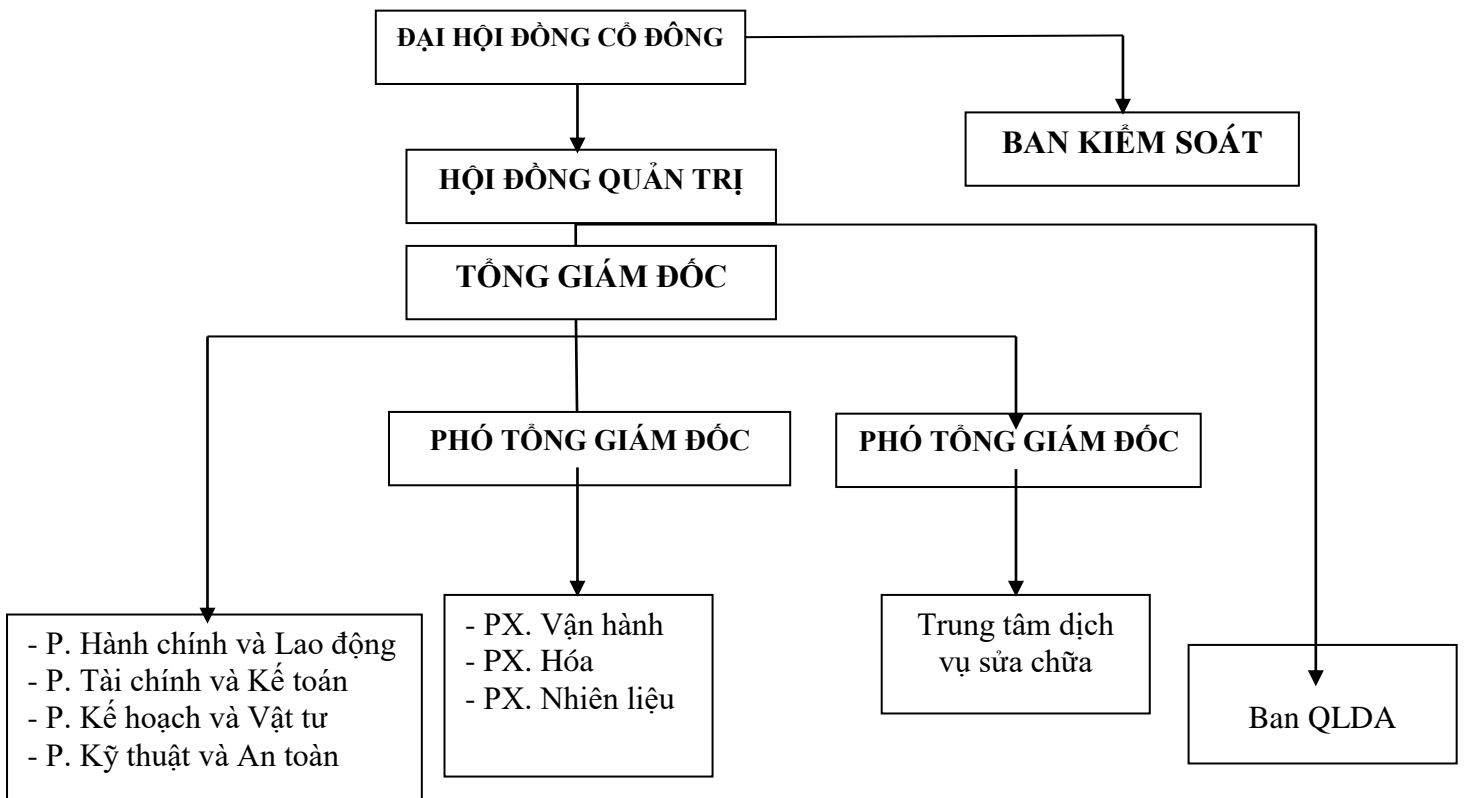 ĐẠI HỘI ĐỒNG CỔ ĐÔNG
BAN KIỂM SOÁT
HỘI ĐỒNG QUẢN TRỊ
TỔNG GIÁM ĐỐC
PHÓ TỔNG GIÁM ĐỐC
PHÓ TỔNG GIÁM ĐỐC
- P. Hành chính và Lao động
- P. Tài chính và Kế toán
- P. Kế hoạch và Vật tư
- P. Kỹ thuật và An toàn
- PX. Vận hành
- PX. Hóa
- PX. Nhiên liệu
Trung tâm dịch
vụ sửa chữa
Ban QLDA